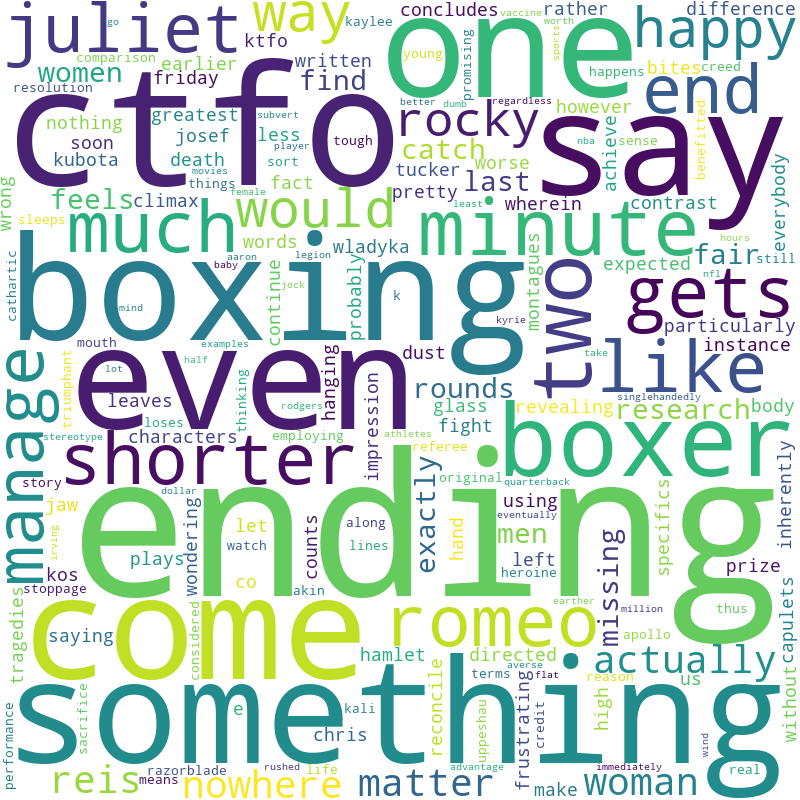 juliet way one happy
ctfo say
concludes rather difference
kaylee ktfo written
go vaccine worth
comparison young promising sports
women earlier friday find happens bites creed end
resolution nothing soon greatest subvert better dumb regardless
josef less player tough rocky however
kubota death movies sort catch worse achieve nba sense benefitted
wrong feels climax fact things pretty tucker last wherein contrast everybody
sleeps female least still
much would minute fair
words wladyka montagues expected hours nfl
cathartic aaron baby legion continue probably k two gets
boxing mind jock kyrie particularly
triumphant mouth examples dust take instance
even half thinking hanging rounds like
manage leaves lot glass revealing singlehandedly research body
loses rodgers impression characters employing athletes fight boxer
stereotype referee original quarterback
shorter exactly
story dollar eventually inherently
jaw irving ending specifics
wondering let counts along using
kos watch lines hand men missing prize
stoppage plays co akin left heroine
tragedies considered million thus capulets
come romeo earther
saying hamlet directed apollo
e averse actually us without
sacrifice kali reconcile terms flat reason
performance something chris uppeshau frustrating credit high real
reis razorblade rushed life matter advantage immediately wind
means nowhere make woman